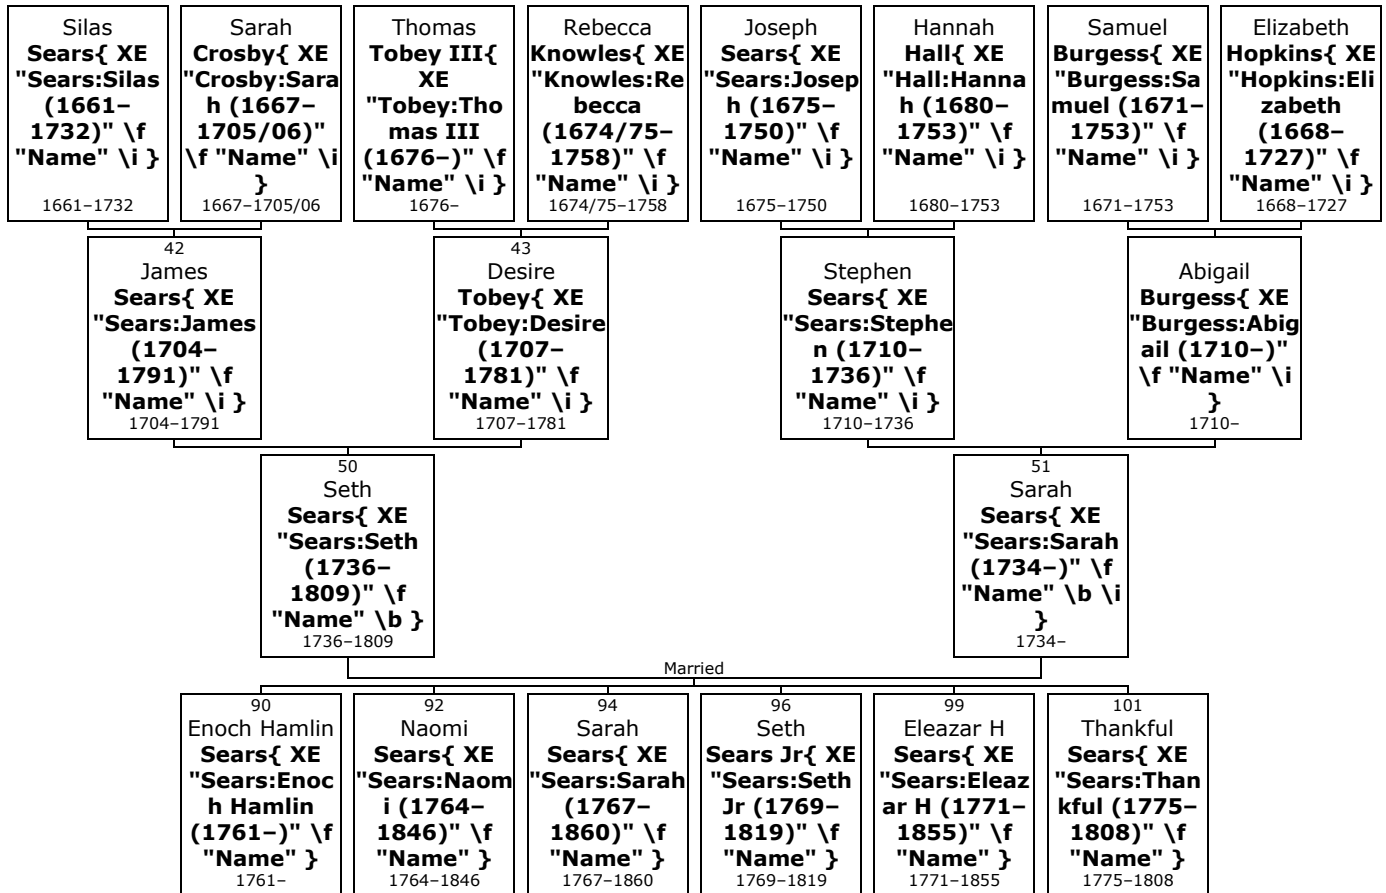 Silas
Sears{ XE
"Sears:Silas
(1661–
1732)" \f
"Name" \i }
1661–1732
Sarah
Crosby{ XE
"Crosby:Sara
h (1667–
1705/06)"
\f "Name" \i
}
1667–1705/06
Thomas
Tobey III{
XE
"Tobey:Tho
mas III
(1676–)" \f
"Name" \i }
1676–
Rebecca
Knowles{ XE
"Knowles:Re
becca
(1674/75–
1758)" \f
"Name" \i }
1674/75–1758
Joseph
Sears{ XE
"Sears:Josep
h (1675–
1750)" \f
"Name" \i }
1675–1750
Hannah
Hall{ XE
"Hall:Hanna
h (1680–
1753)" \f
"Name" \i }
1680–1753
Samuel
Burgess{ XE
"Burgess:Sa
muel (1671–
1753)" \f
"Name" \i }
1671–1753
Elizabeth
Hopkins{ XE
"Hopkins:Eli
zabeth
(1668–
1727)" \f
"Name" \i }
1668–1727
42
James
Sears{ XE
"Sears:James
(1704–
1791)" \f
"Name" \i }
1704–1791
43
Desire
Tobey{ XE
"Tobey:Desire
(1707–
1781)" \f
"Name" \i }
1707–1781
Stephen
Sears{ XE
"Sears:Stephe
n (1710–
1736)" \f
"Name" \i }
1710–1736
Abigail
Burgess{ XE
"Burgess:Abig
ail (1710–)"
\f "Name" \i
}
1710–
50
Seth
Sears{ XE
"Sears:Seth
(1736–
1809)" \f
"Name" \b }
1736–1809
51
Sarah
Sears{ XE
"Sears:Sarah
(1734–)" \f
"Name" \b \i
}
1734–
Married
90
Enoch Hamlin
Sears{ XE
"Sears:Enoc
h Hamlin
(1761–)" \f
"Name" }
1761–
92
Naomi
Sears{ XE
"Sears:Naom
i (1764–
1846)" \f
"Name" }
1764–1846
94
Sarah
Sears{ XE
"Sears:Sarah
(1767–
1860)" \f
"Name" }
1767–1860
96
Seth
Sears Jr{ XE
"Sears:Seth
Jr (1769–
1819)" \f
"Name" }
1769–1819
99
Eleazar H
Sears{ XE
"Sears:Eleaz
ar H (1771–
1855)" \f
"Name" }
1771–1855
101
Thankful
Sears{ XE
"Sears:Than
kful (1775–
1808)" \f
"Name" }
1775–1808